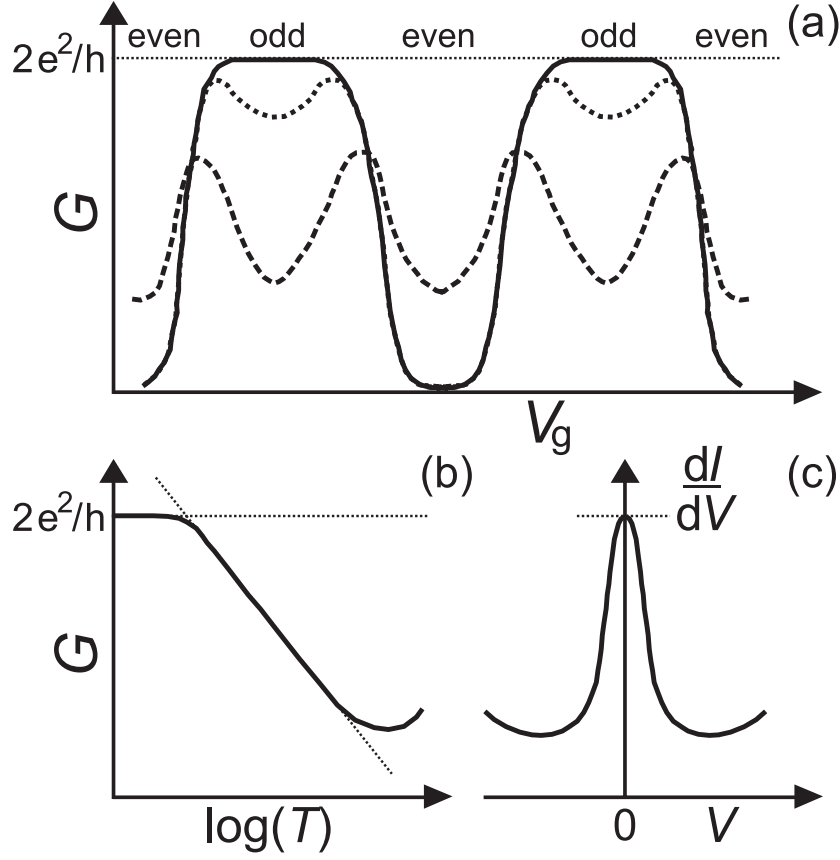 even odd even odd even (a)
2e²/h
G
Vg
(b) dI/dV (c)
2e²/h
G
log(T) 0 V